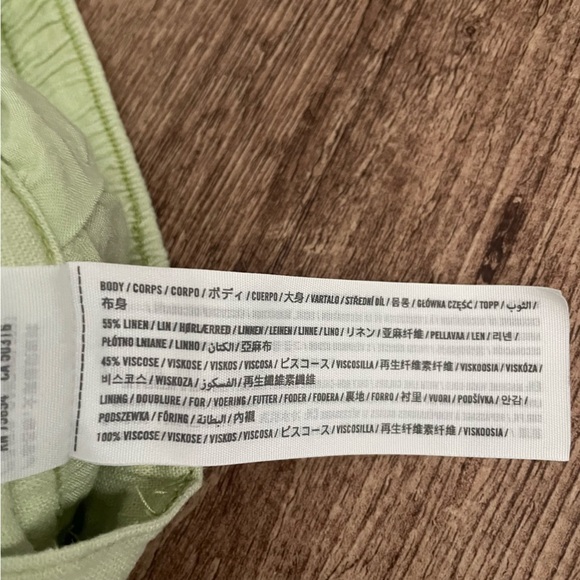 BODY / CORPS / CORPO / ボディ / CUERPO / 大身 / VARTALO / STŘEDNÍ DÍL / 몸통 / GŁÓWNA CZĘŚĆ / TOPP / الثوب /
布身
55% LINEN / LIN / HØRLÆRRED / LINNEN / LEINEN / LINNE / LINO / リネン / 亚麻纤维 / PELLAVAA / LEN / 리넨 /
PŁÓTNO LNIANE / LINHO / الكتان / 亞麻布
45% VISCOSE / VISKOSE / VISKOS / VISCOSA / ビスコース / VISCOSILLA / 再生纤维素纤维 / VISKOOSIA / VISKÓZA
/ 비스코스 / WISKOZA / الفسكوز / 再生纖維素纖維
LINING / DOUBLURE / FOR / VOERING / FUTTER / FODER / FODERA / 裏地 / FORRO / 衬里 / VUORI / PODŠÍVKA / 안감 /
PODSZEWKA / FÔRING / البطانة / 內襯
100% VISCOSE / VISKOSE / VISKOS / VISCOSA / ビスコース / VISCOSILLA / 再生纤维素纤维 / VISKOOSIA /
RN 75654 CA 50316